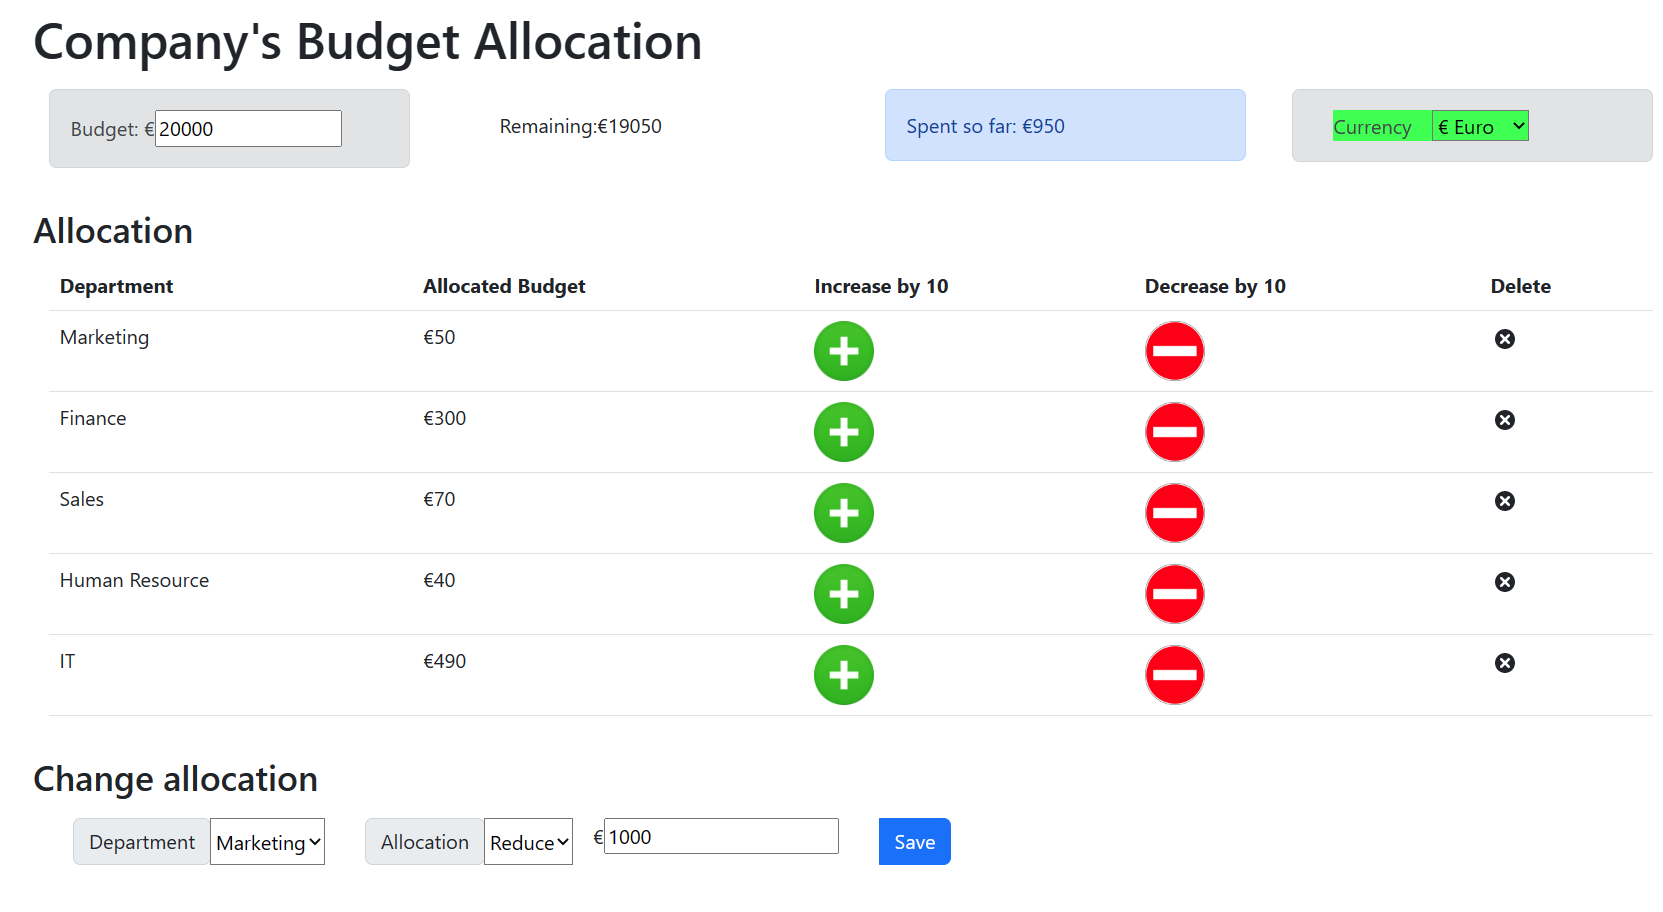 Company's Budget Allocation
Budget: €20000 Remaining:€19050 Spent so far: €950 Currency € Euro
Allocation
Department Allocated Budget Increase by 10 Decrease by 10 Delete
Marketing €50
Finance €300
Sales €70
Human Resource €40
IT €490
Change allocation
Department Marketing Allocation Reduce €1000 Save